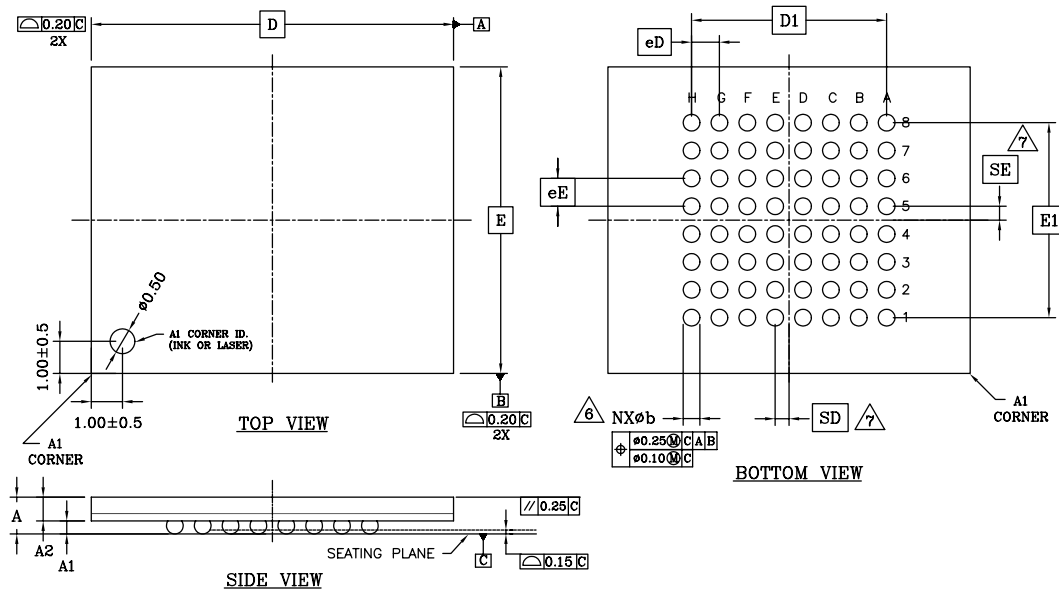 ⌓ 0.20 C
2X
D
A
E
ø0.50
A1 CORNER ID.
(INK OR LASER)
1.00±0.5
1.00±0.5
A1
CORNER
TOP VIEW
B
⌓ 0.20 C
2X
D1
eD
H G F E D C B A
8
7
6
5
4
3
2
1
7
SE
eE
E1
6
NXøb
⌖ ø0.25Ⓜ C A B
ø0.10Ⓜ C
SD
7
A1
CORNER
BOTTOM VIEW
A
A2
A1
// 0.25 C
SEATING PLANE
C
⌓ 0.15 C
SIDE VIEW